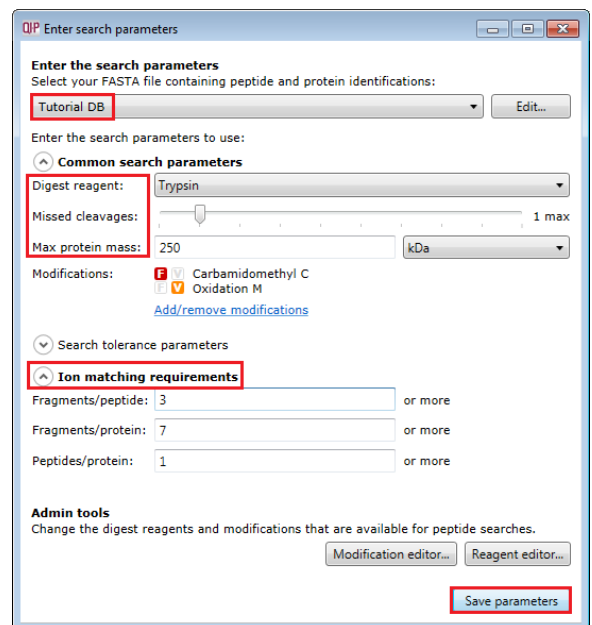 QIP Enter search parameters
Enter the search parameters
Select your FASTA file containing peptide and protein identifications:
Tutorial DB Edit...
Enter the search parameters to use:
Common search parameters
Digest reagent: Trypsin
Missed cleavages: 1 max
Max protein mass: 250 kDa
Modifications: F V Carbamidomethyl C
F V Oxidation M
Add/remove modifications
Search tolerance parameters
Ion matching requirements
Fragments/peptide: 3 or more
Fragments/protein: 7 or more
Peptides/protein: 1 or more
Admin tools
Change the digest reagents and modifications that are available for peptide searches.
Modification editor... Reagent editor...
Save parameters